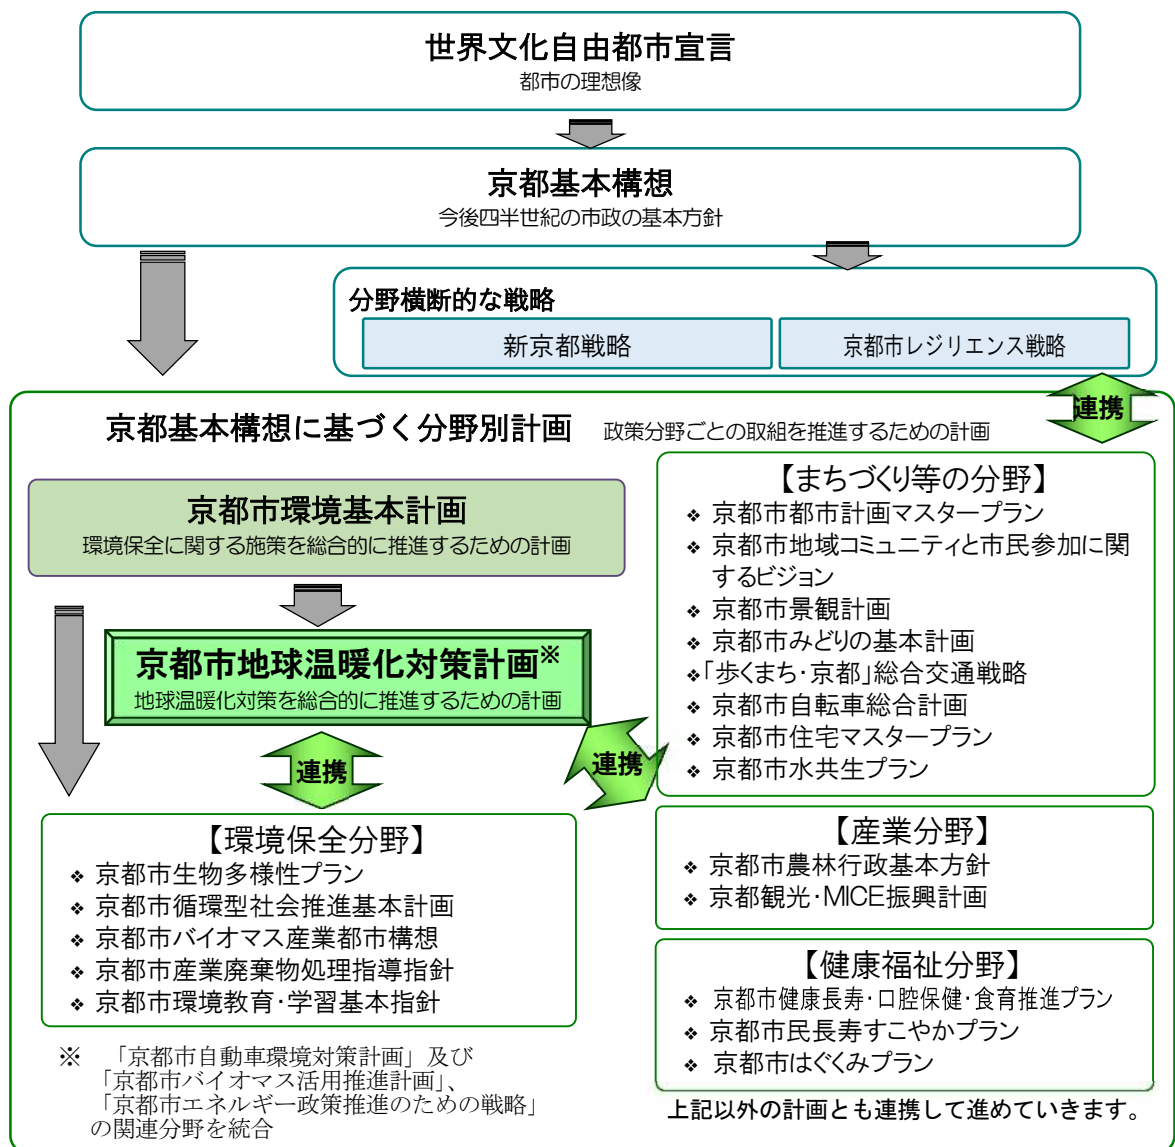 世界文化自由都市宣言
都市の理想像
京都基本構想
今後四半世紀の市政の基本方針
分野横断的な戦略
新京都戦略
京都市レジリエンス戦略
連携
京都基本構想に基づく分野別計画 政策分野ごとの取組を推進するための計画
京都市環境基本計画
環境保全に関する施策を総合的に推進するための計画
京都市地球温暖化対策計画※
地球温暖化対策を総合的に推進するための計画
連携
連携
【環境保全分野】
❖ 京都市生物多様性プラン
❖ 京都市循環型社会推進基本計画
❖ 京都市バイオマス産業都市構想
❖ 京都市産業廃棄物処理指導指針
❖ 京都市環境教育・学習基本指針
※ 「京都市自動車環境対策計画」及び
「京都市バイオマス活用推進計画」、
「京都市エネルギー政策推進のための戦略」
の関連分野を統合
【まちづくり等の分野】
❖ 京都市都市計画マスタープラン
❖ 京都市地域コミュニティと市民参加に関
するビジョン
❖ 京都市景観計画
❖ 京都市みどりの基本計画
❖「歩くまち・京都」総合交通戦略
❖ 京都市自転車総合計画
❖ 京都市住宅マスタープラン
❖ 京都市水共生プラン
【産業分野】
❖ 京都市農林行政基本方針
❖ 京都観光・MICE振興計画
【健康福祉分野】
❖ 京都市健康長寿・口腔保健・食育推進プラン
❖ 京都市民長寿すこやかプラン
❖ 京都市はぐくみプラン
上記以外の計画とも連携して進めていきます。